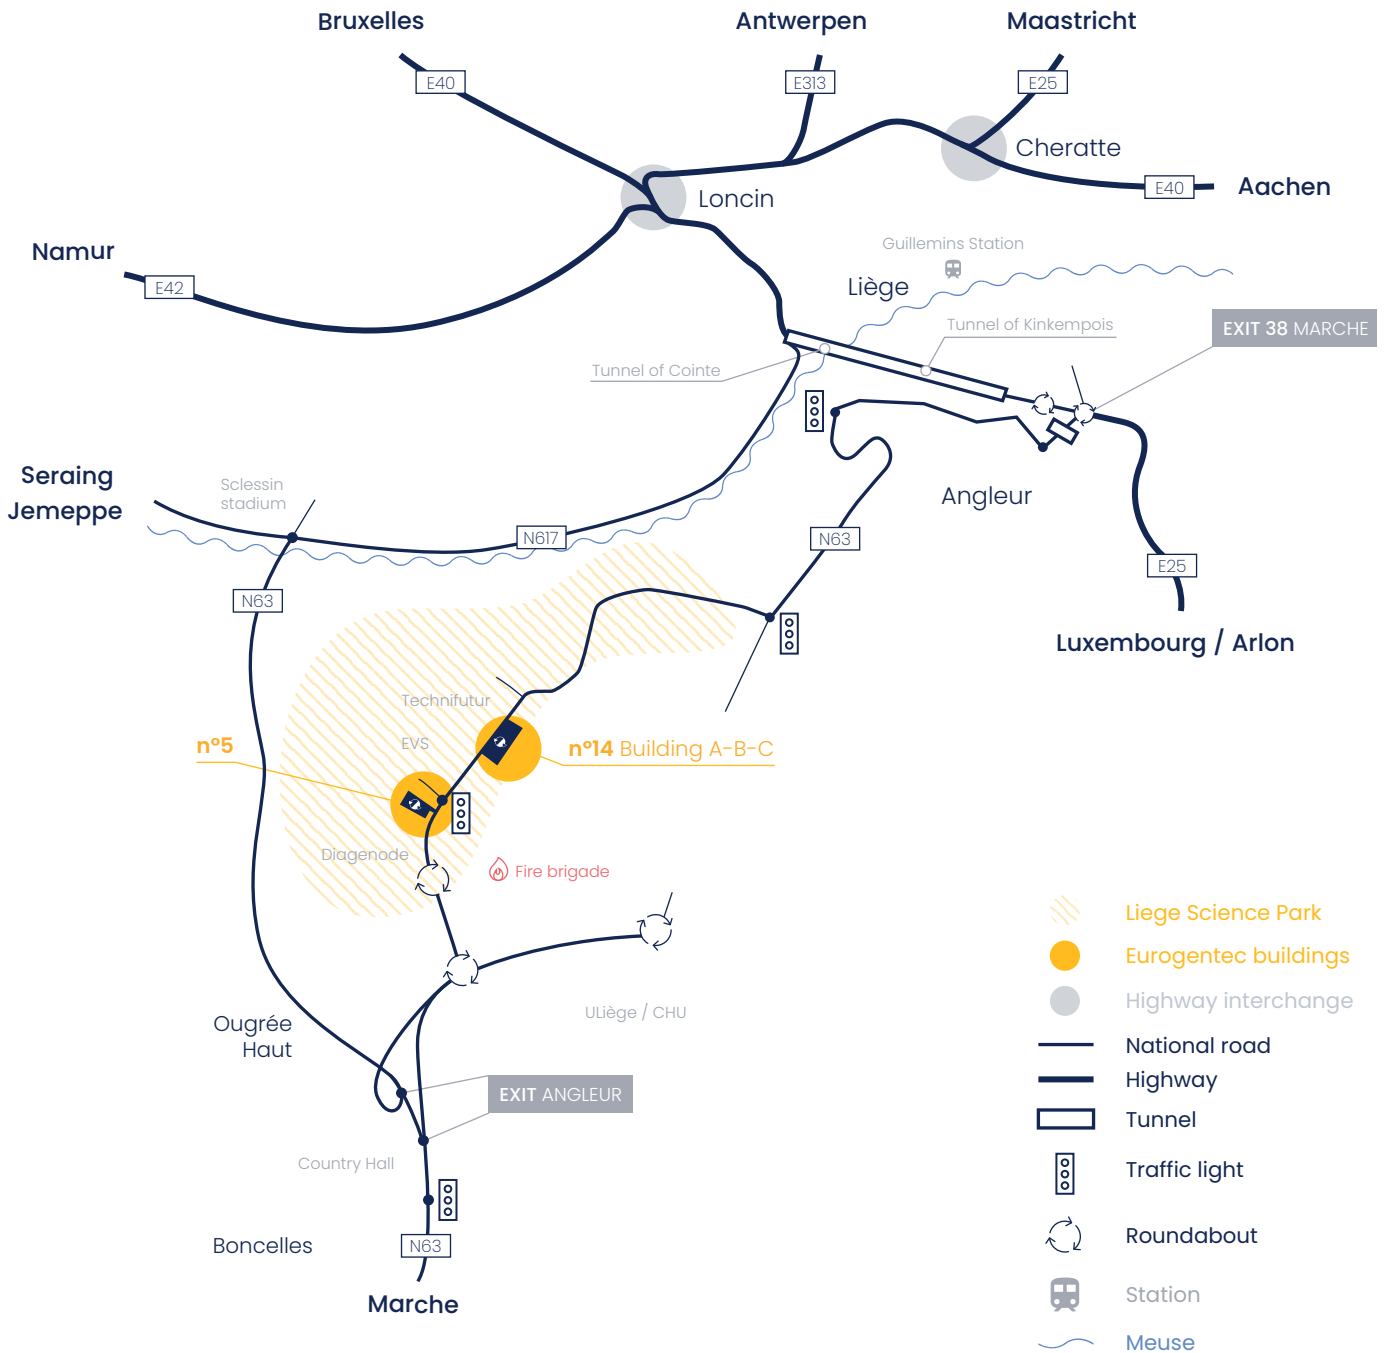 Bruxelles
Antwerpen
Maastricht
E40
E313
E25
Cheratte
E40
Aachen
Loncin
Namur
E42
Guillemins Station
Liège
Tunnel of Kinkempois
EXIT 38 MARCHE
Tunnel of Cointe
Seraing
Jemeppe
Sclessin
stadium
Angleur
N617
N63
E25
N63
Luxembourg / Arlon
Technifutur
EVS
n°5
n°14 Building A-B-C
Diagenode
Fire brigade
ULiège / CHU
Ougrée
Haut
EXIT ANGLEUR
Country Hall
Boncelles
N63
Marche
Liege Science Park
Eurogentec buildings
Highway interchange
National road
Highway
Tunnel
Traffic light
Roundabout
Station
Meuse